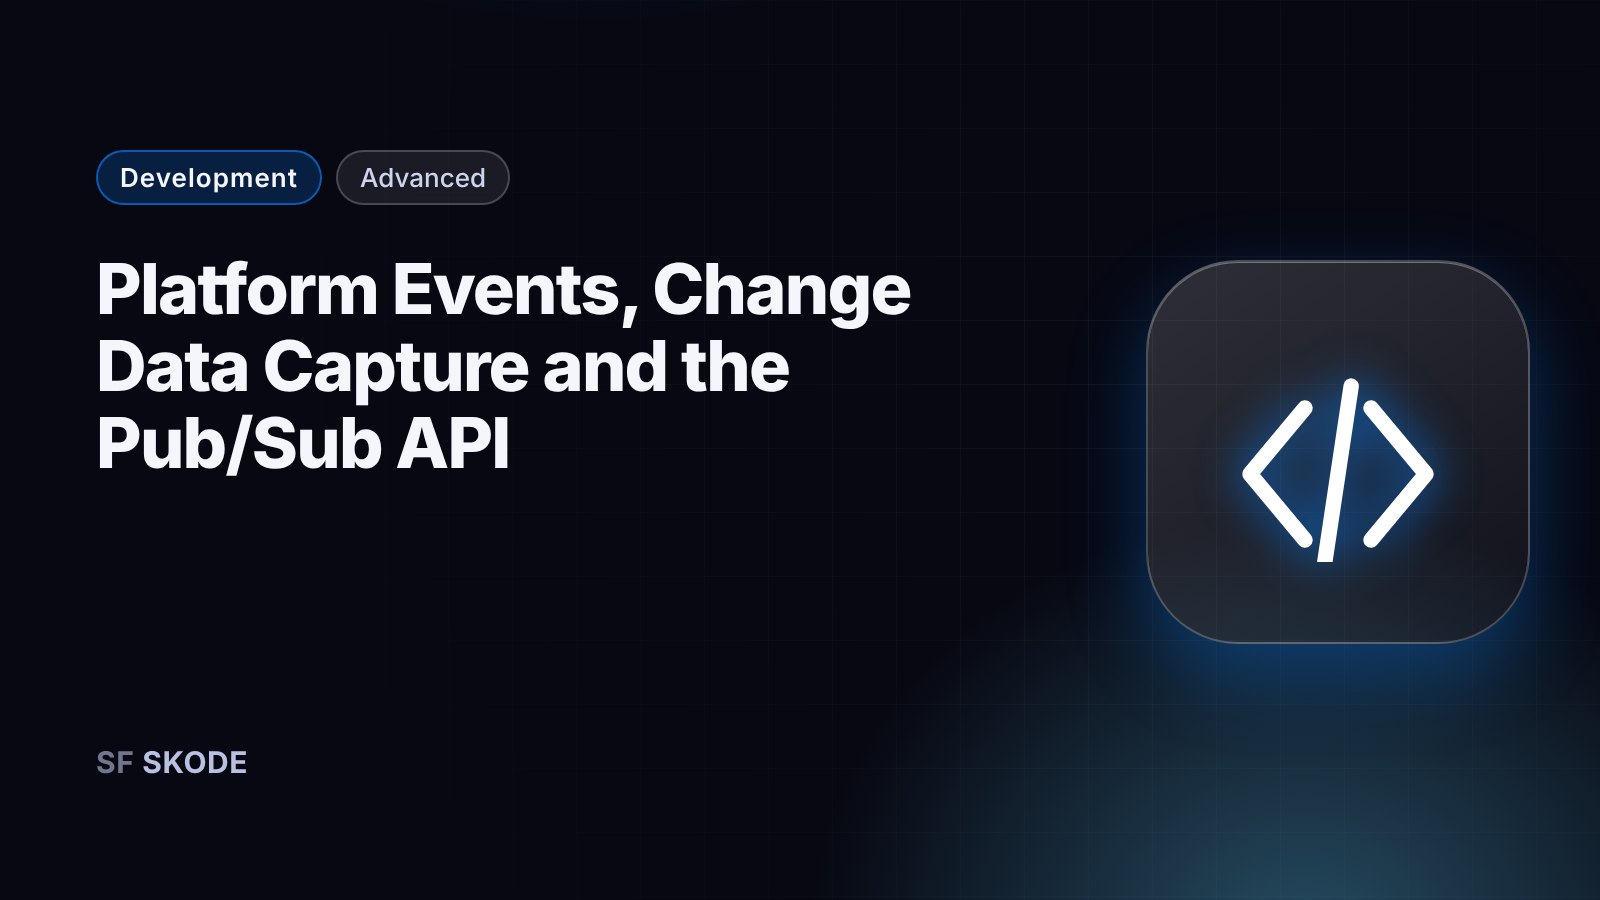 Development Advanced
Platform Events, Change
Data Capture and the
Pub/Sub API
SF SKODE